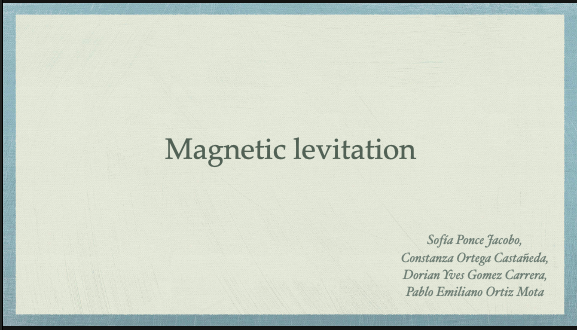 Magnetic levitation
Sofía Ponce Jacobo,
Constanza Ortega Castañeda,
Dorian Yves Gomez Carrera,
Pablo Emiliano Ortiz Mota